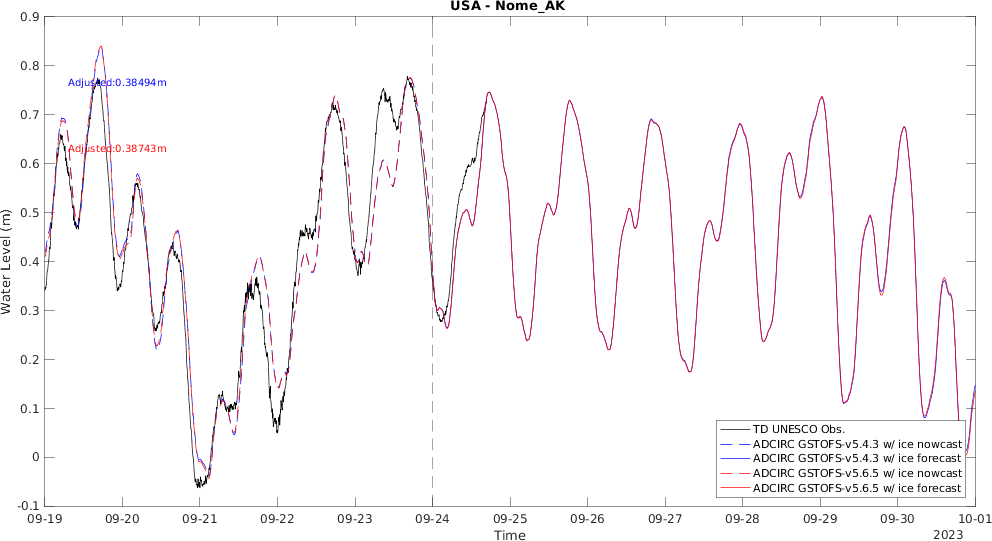 USA - Nome_AK
0.9
0.8
0.7
0.6
0.5
0.4
0.3
0.2
0.1
0
-0.1
Water Level (m)
Adjusted:0.38494m
Adjusted:0.38743m
TD UNESCO Obs.
ADCIRC GSTOFS-v5.4.3 w/ ice nowcast
ADCIRC GSTOFS-v5.4.3 w/ ice forecast
ADCIRC GSTOFS-v5.6.5 w/ ice nowcast
ADCIRC GSTOFS-v5.6.5 w/ ice forecast
09-19 09-20 09-21 09-22 09-23 09-24 09-25 09-26 09-27 09-28 09-29 09-30 10-01
Time
2023